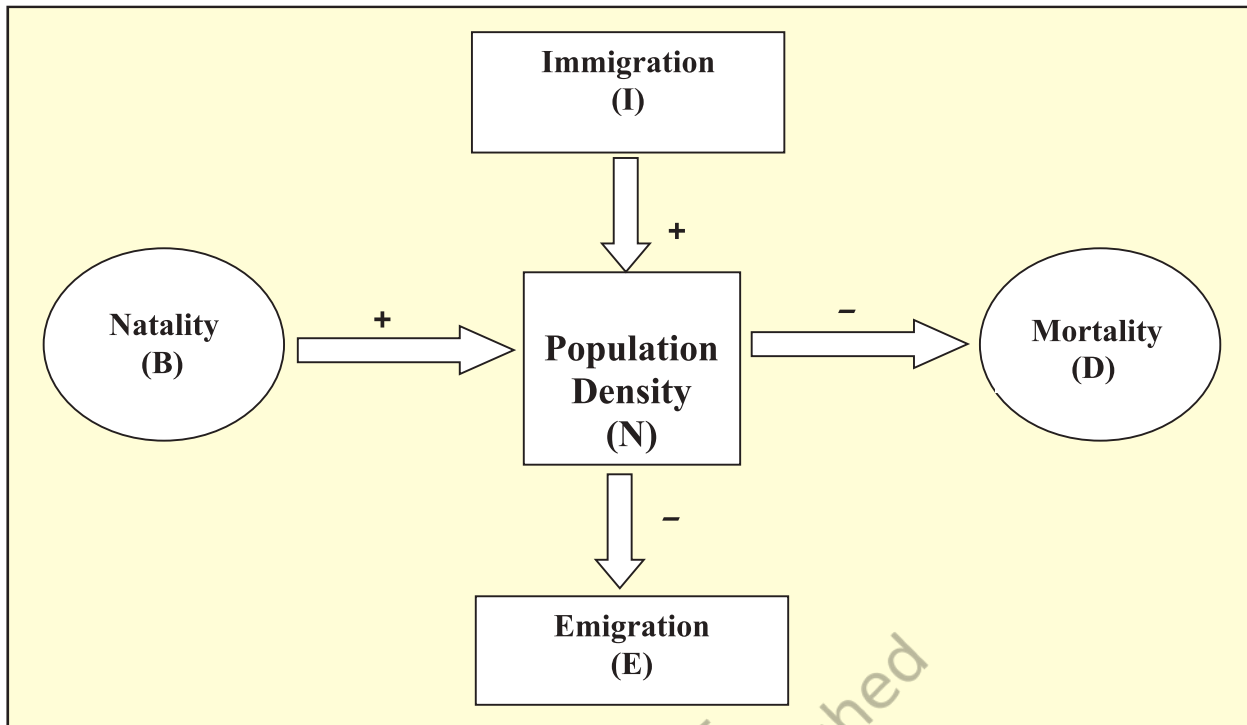 Immigration
(I)
+
Natality
(B)
+
Population
Density
(N)
–
Mortality
(D)
–
Emigration
(E)